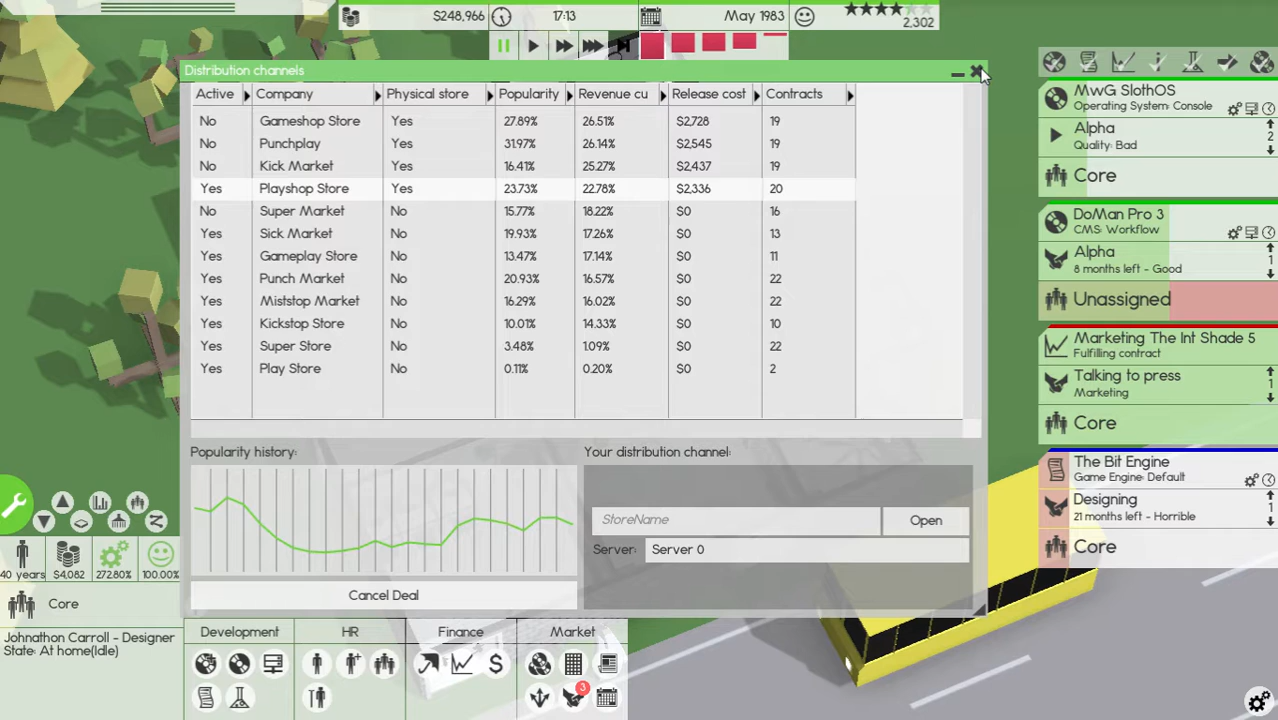 $248,966
17:13
May 1983
2,302
Distribution channels
Active Company Physical store Popularity Revenue cu Release cost Contracts
No Gameshop Store Yes 27.89% 26.51% $2,728 19
No Punchplay Yes 31.97% 26.14% $2,545 19
No Kick Market Yes 16.41% 25.27% $2,437 19
Yes Playshop Store Yes 23.73% 22.78% $2,336 20
No Super Market No 15.77% 18.22% $0 16
Yes Sick Market No 19.93% 17.26% $0 13
Yes Gameplay Store No 13.47% 17.14% $0 11
Yes Punch Market No 20.93% 16.57% $0 22
Yes Miststop Market No 16.29% 16.02% $0 22
Yes Kickstop Store No 10.01% 14.33% $0 10
Yes Super Store No 3.48% 1.09% $0 22
Yes Play Store No 0.11% 0.20% $0 2
Popularity history:
Cancel Deal
Your distribution channel:
StoreName
Open
Server: Server 0
MwG SlothOS
Operating System: Console
Alpha
Quality: Bad
2
Core
DoMan Pro 3
CMS: Workflow
Alpha
8 months left - Good
1
Unassigned
Marketing The Int Shade 5
Fulfilling contract
Talking to press
Marketing
1
Core
The Bit Engine
Game Engine: Default
Designing
21 months left - Horrible
1
Core
40 years $4,082 272.80% 100.00%
Core
Johnathon Carroll - Designer
State: At home(Idle)
Development HR Finance Market
$
3